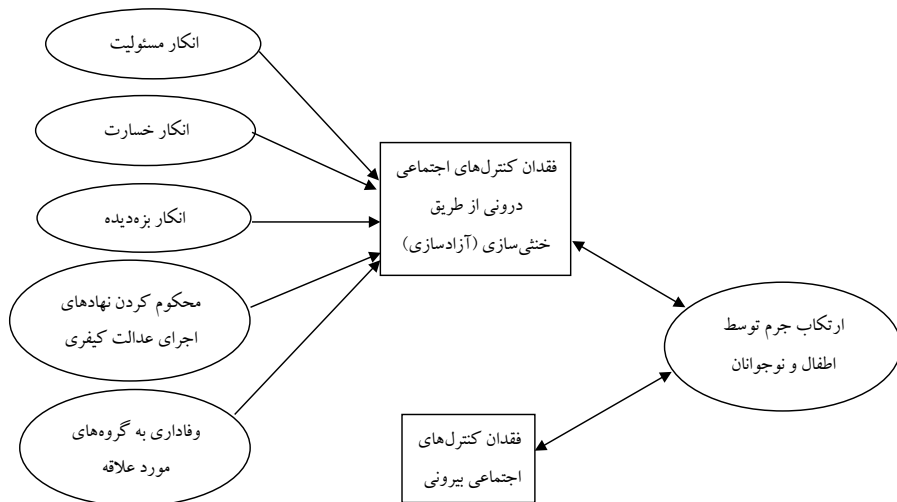 انکار مسئولیت
انکار خسارت
انکار بزه‌دیده
محکوم کردن نهادهای
اجرای عدالت کیفری
وفاداری به گروه‌های
مورد علاقه
فقدان کنترل‌های اجتماعی
درونی از طریق
خنثی‌سازی (آزادسازی)
فقدان کنترل‌های
اجتماعی بیرونی
ارتکاب جرم توسط
اطفال و نوجوانان